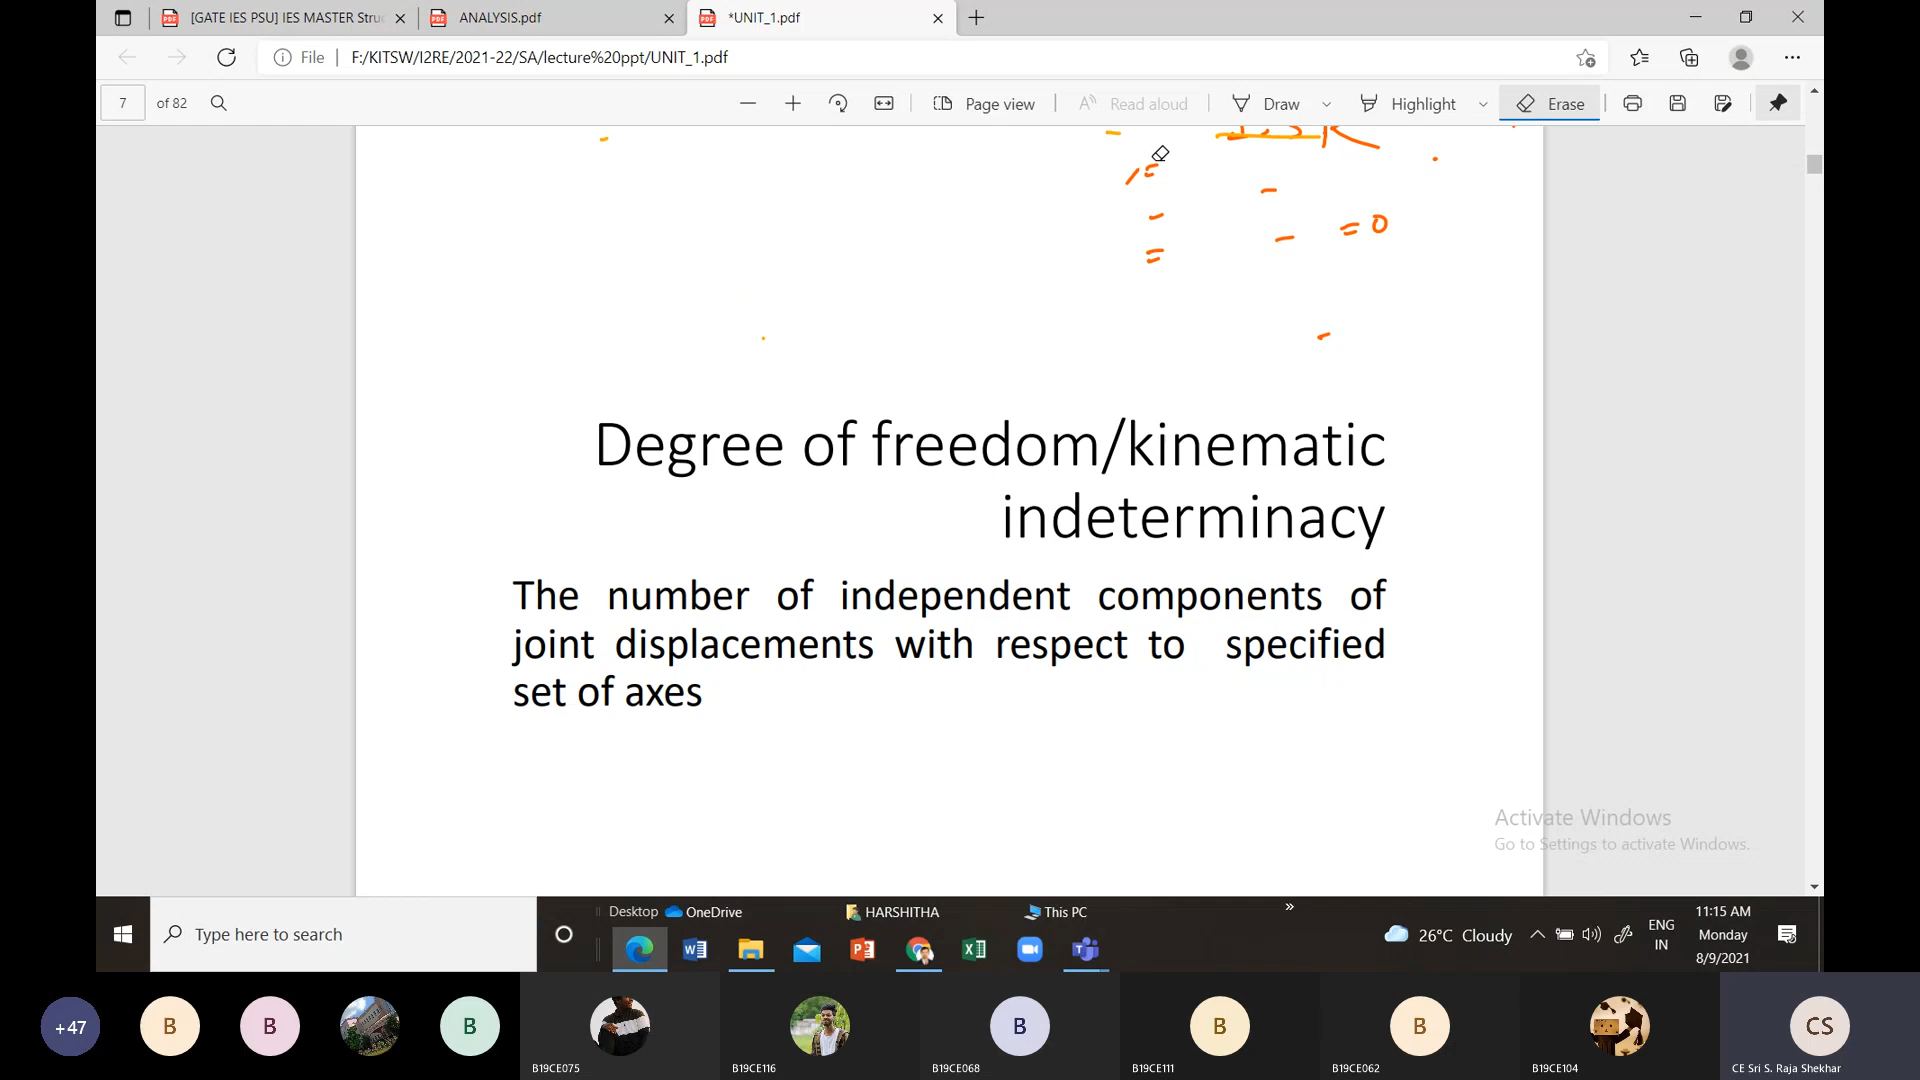 [GATE IES PSU] IES MASTER Stru
ANALYSIS.pdf
*UNIT_1.pdf
File
F:/KITSW/I2RE/2021-22/SA/lecture%20ppt/UNIT_1.pdf
7 of 82
Page view
Read aloud
Draw
Highlight
Erase
= 0
Degree of freedom/kinematic
indeterminacy
The number of independent components of
joint displacements with respect to specified
set of axes
Activate Windows
Go to Settings to activate Windows.
Type here to search
Desktop OneDrive HARSHITHA This PC »
26°C Cloudy
ENG
IN
11:15 AM
Monday
8/9/2021
+47
B
B
B
B
B
B
CS
B19CE075
B19CE116
B19CE068
B19CE111
B19CE062
B19CE104
CE Sri S. Raja Shekhar